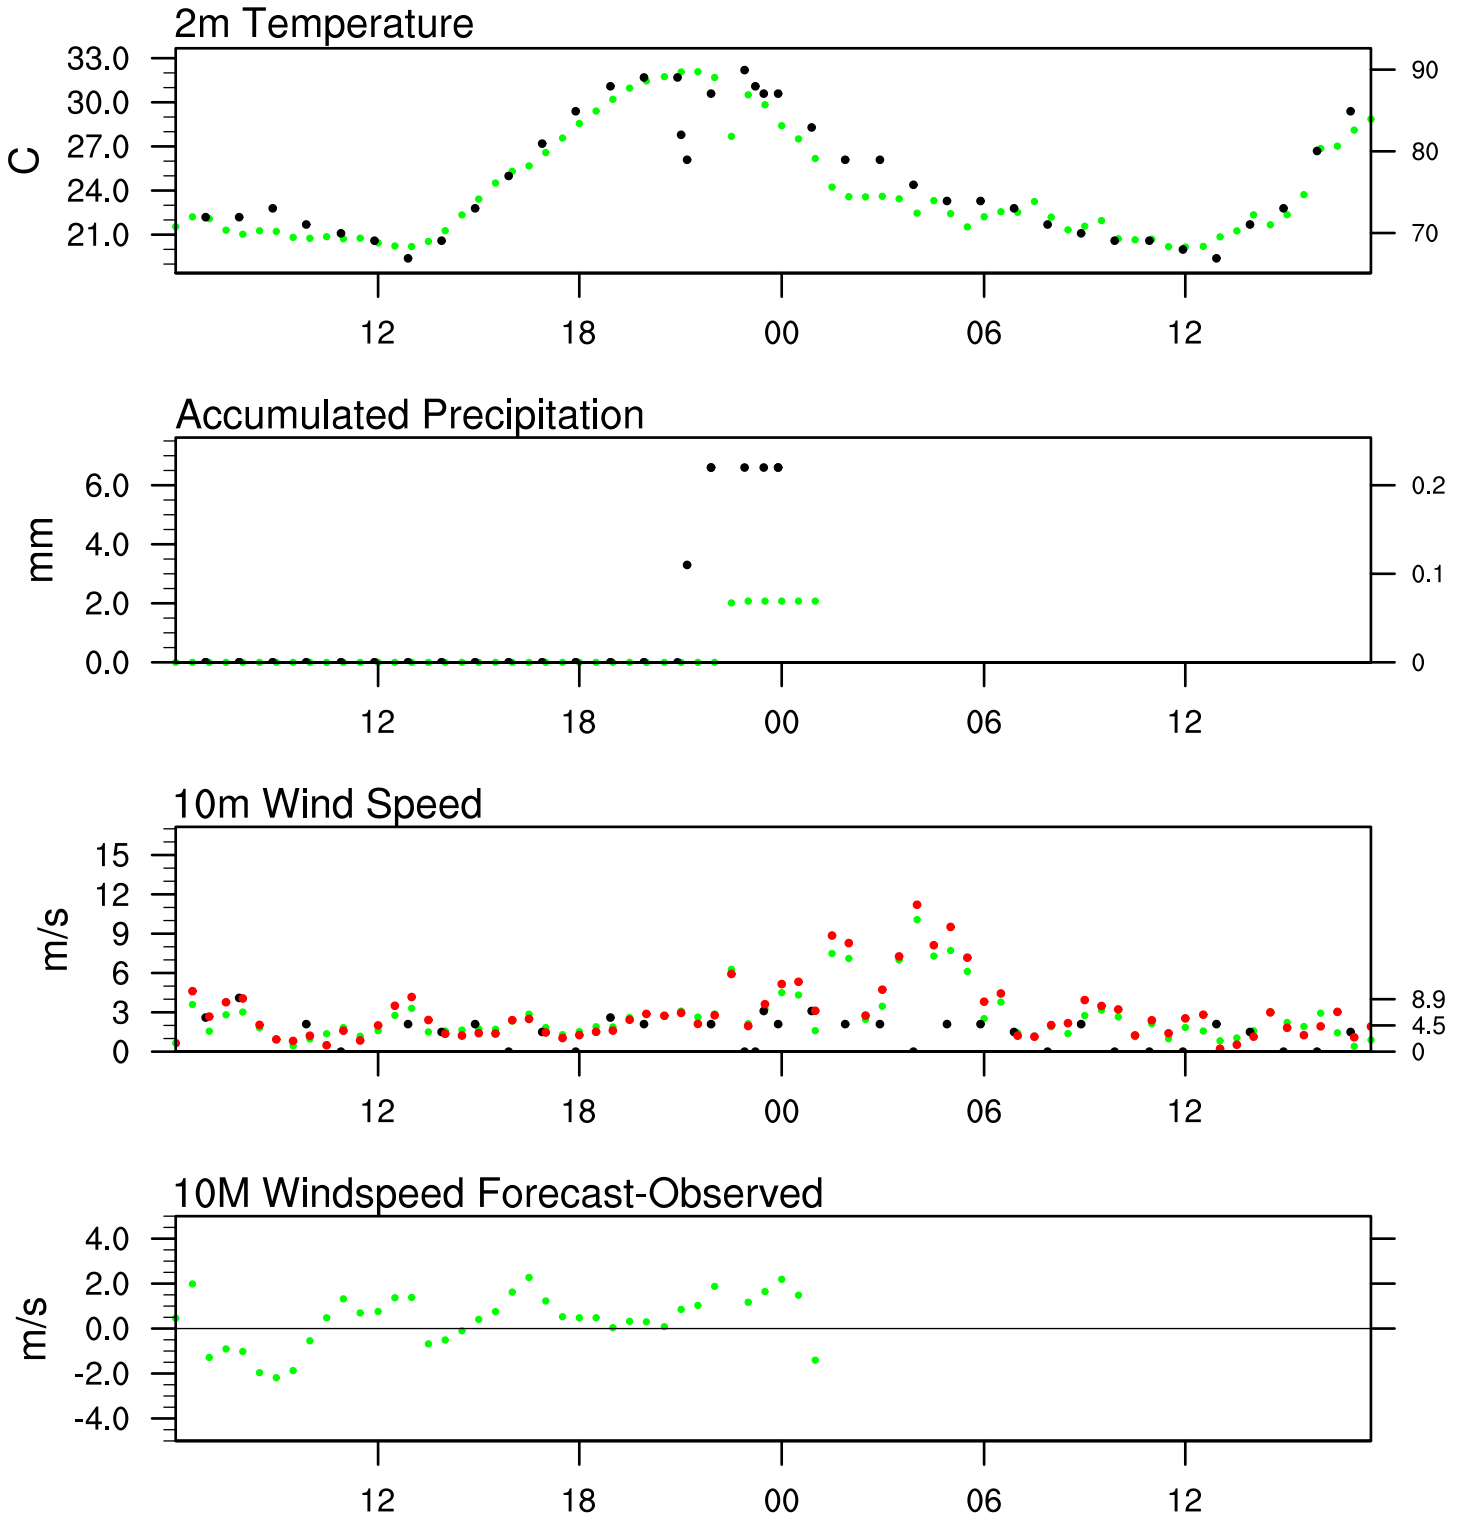 2m Temperature
33.0
30.0
27.0
24.0
21.0
C
90
80
70
12 18 00 06 12
Accumulated Precipitation
6.0
4.0
2.0
0.0
mm
0.2
0.1
0
12 18 00 06 12
10m Wind Speed
15
12
9
6
3
0
m/s
8.9
4.5
0
12 18 00 06 12
10M Windspeed Forecast-Observed
4.0
2.0
0.0
-2.0
-4.0
m/s
12 18 00 06 12